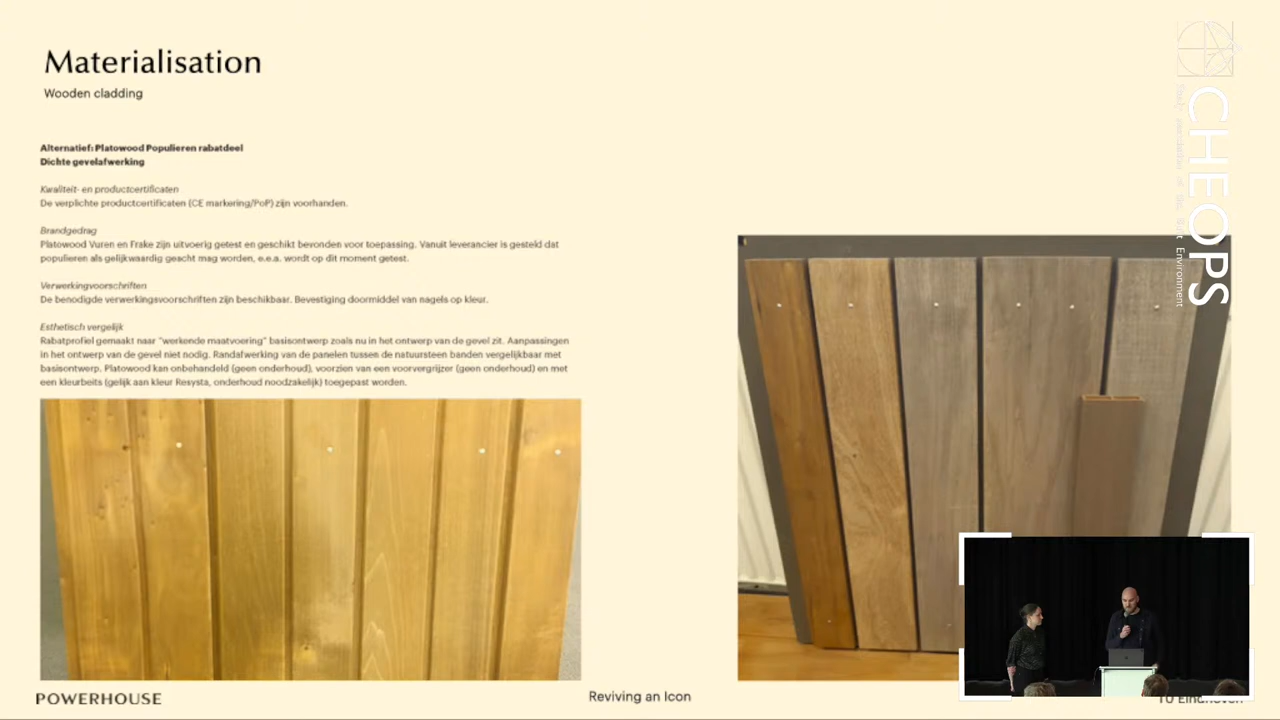 Materialisation
Wooden cladding
Alternatief: Platowood Populieren rabatdeel
Dichte gevelafwerking
Kwaliteit- en productcertificaten
De verplichte productcertificaten (CE markering/PoP) zijn voorhanden.
Brandgedrag
Platowood Vuren en Frake zijn uitvoerig getest en geschikt bevonden voor toepassing. Vanuit leverancier is gesteld dat
populieren als gelijkwaardig geacht mag worden, e.e.a. wordt op dit moment getest.
Verwerkingvoorschriften
De benodigde verwerkingsvoorschriften zijn beschikbaar. Bevestiging doormiddel van nagels op kleur.
Esthetisch vergelijk
Rabatprofiel gemaakt naar "werkende maatvoering" basisontwerp zoals nu in het ontwerp van de gevel zit. Aanpassingen
in het ontwerp van de gevel niet nodig. Randafwerking van de panelen tussen de natuursteen banden vergelijkbaar met
basisontwerp. Platowood kan onbehandeld (geen onderhoud), voorzien van een voorvergrijzer (geen onderhoud) en met
een kleurbeits (gelijk aan kleur Resysta, onderhoud noodzakelijk) toegepast worden.
CHEOPS
Environment
POWERHOUSE
Reviving an Icon
TU Eindhoven